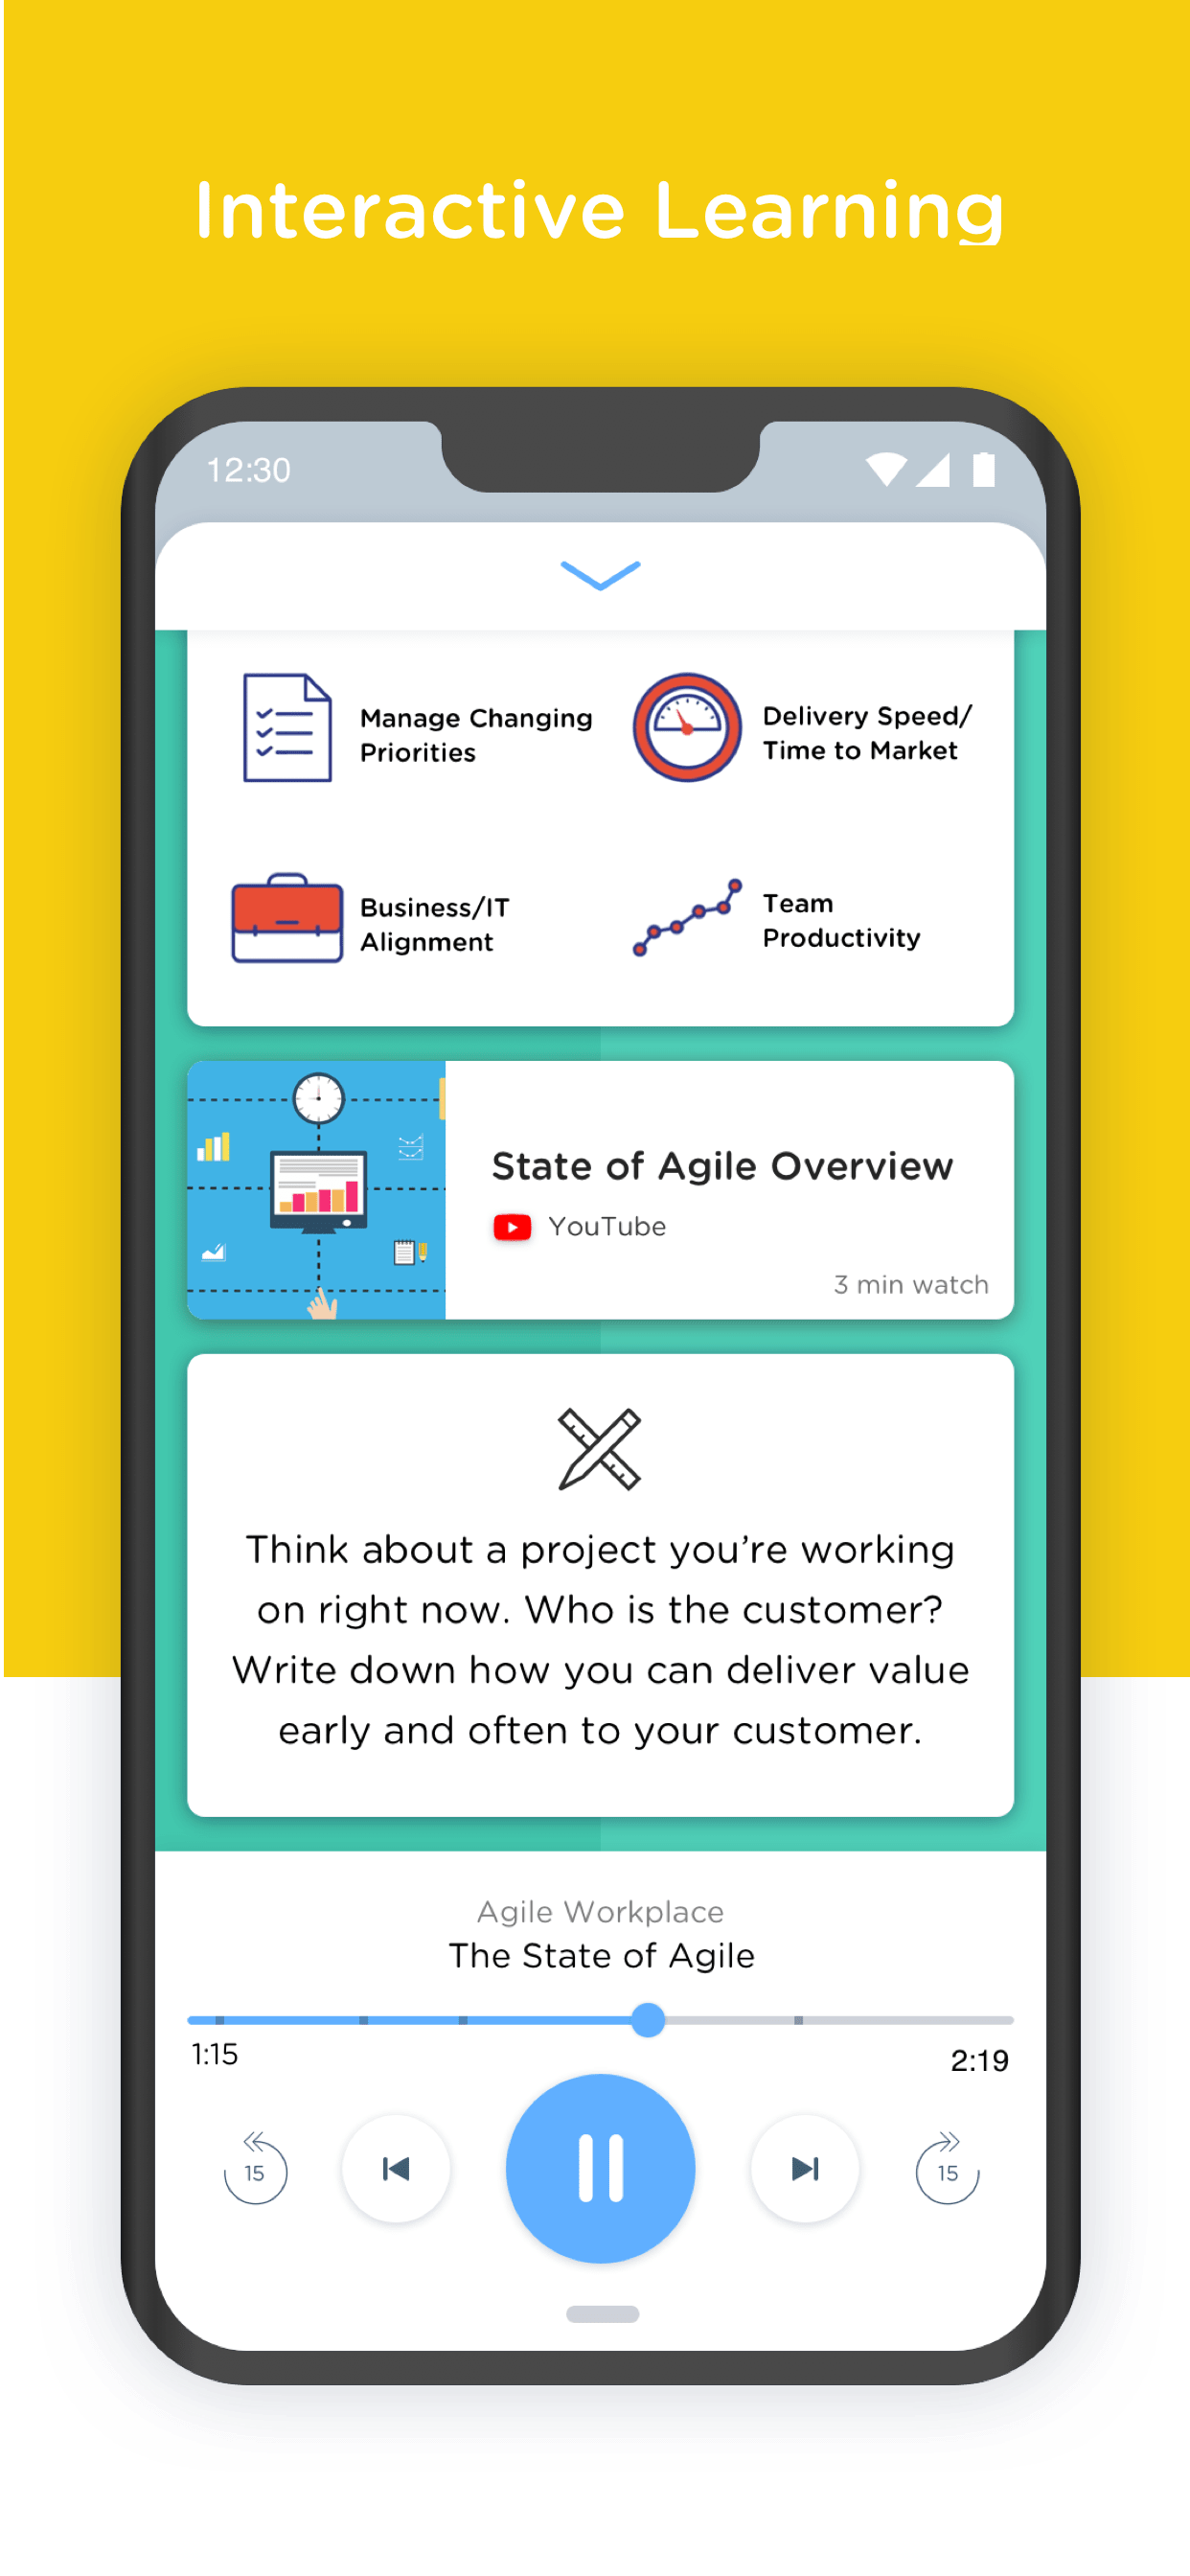 Interactive Learning
12:30
Manage Changing
Priorities
Delivery Speed/
Time to Market
Business/IT
Alignment
Team
Productivity
State of Agile Overview
YouTube
3 min watch
Think about a project you’re working
on right now. Who is the customer?
Write down how you can deliver value
early and often to your customer.
Agile Workplace
The State of Agile
1:15
2:19
15
15